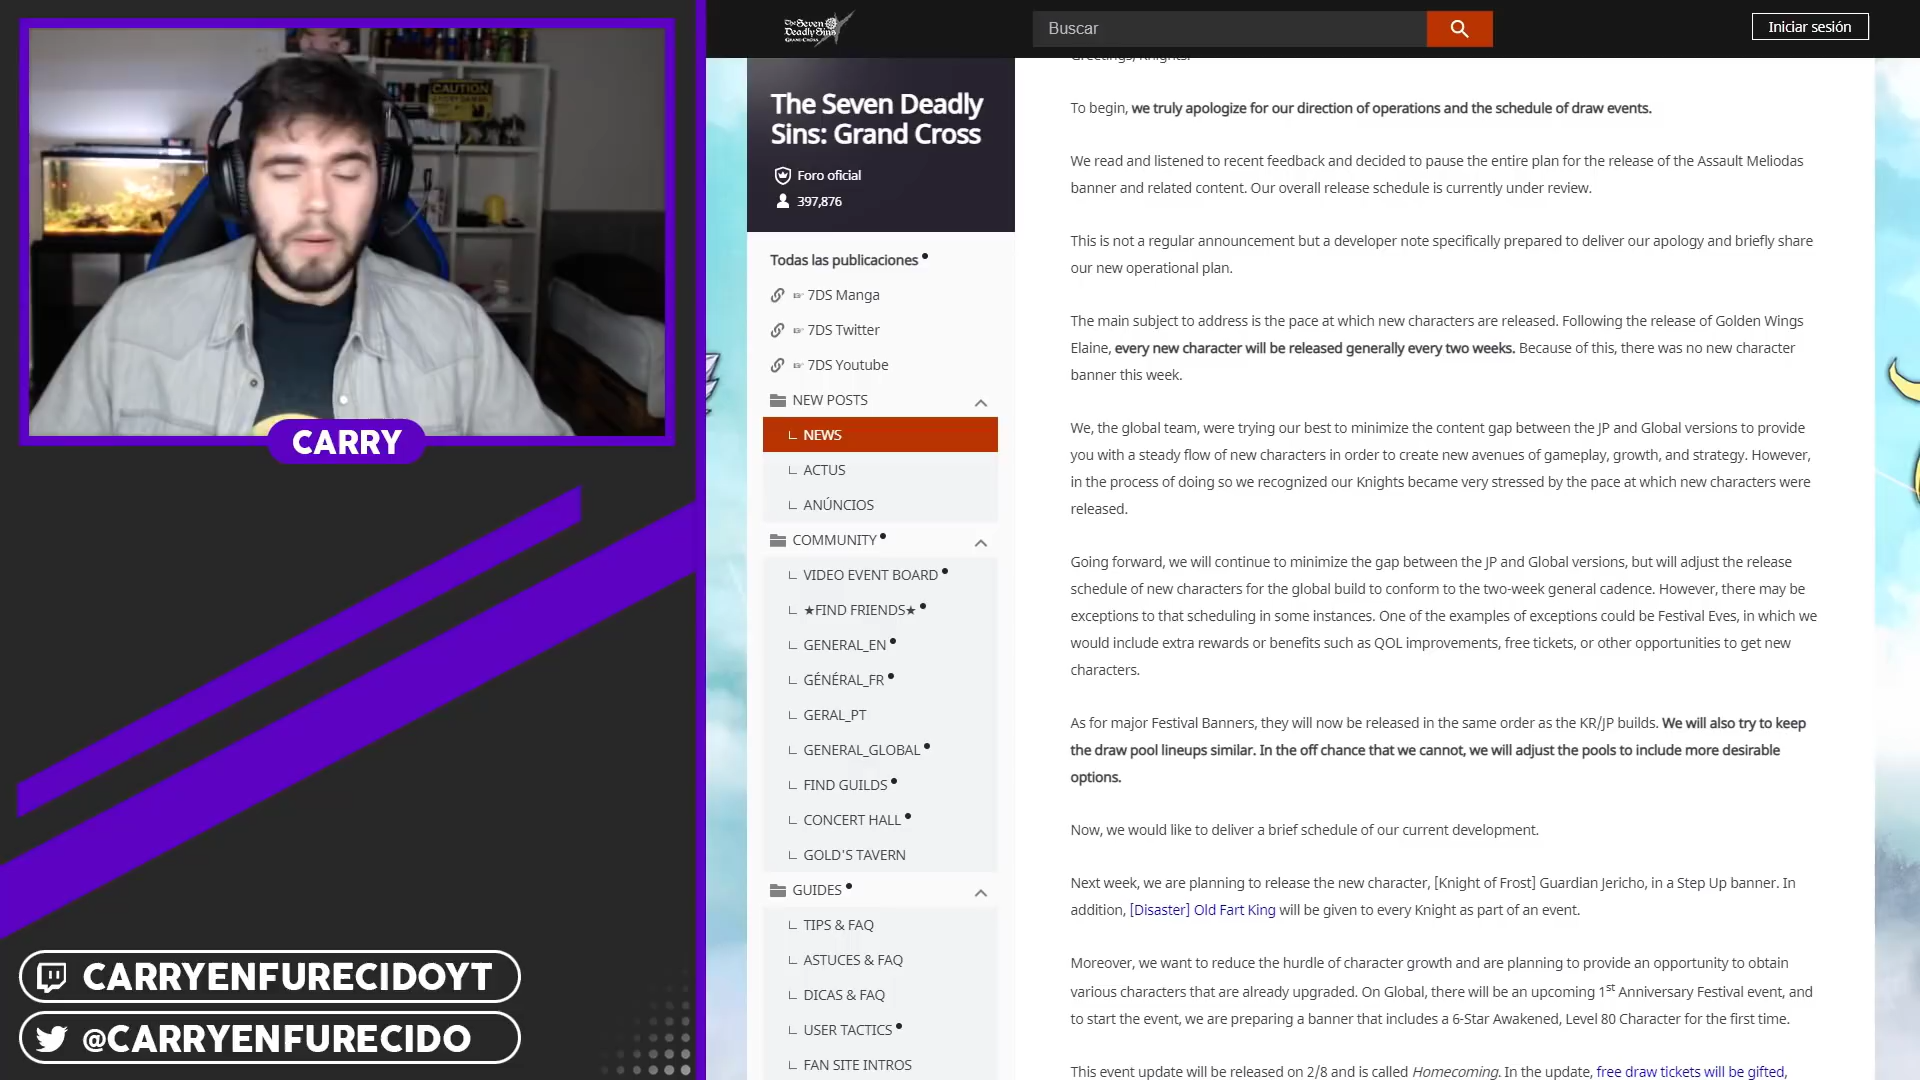 CAUTION
CARRY
CARRYENFURECIDOYT
@CARRYENFURECIDO
The Seven
Deadly Sins
GRAND CROSS
Buscar
Iniciar sesión
The Seven Deadly
Sins: Grand Cross
Foro oficial
397,876
Todas las publicaciones
7DS Manga
7DS Twitter
7DS Youtube
NEW POSTS
NEWS
ACTUS
ANÚNCIOS
COMMUNITY
VIDEO EVENT BOARD
★FIND FRIENDS★
GENERAL_EN
GÉNÉRAL_FR
GERAL_PT
GENERAL_GLOBAL
FIND GUILDS
CONCERT HALL
GOLD'S TAVERN
GUIDES
TIPS & FAQ
ASTUCES & FAQ
DICAS & FAQ
USER TACTICS
FAN SITE INTROS
Greetings, Knights.
To begin, we truly apologize for our direction of operations and the schedule of draw events.
We read and listened to recent feedback and decided to pause the entire plan for the release of the Assault Meliodas
banner and related content. Our overall release schedule is currently under review.
This is not a regular announcement but a developer note specifically prepared to deliver our apology and briefly share
our new operational plan.
The main subject to address is the pace at which new characters are released. Following the release of Golden Wings
Elaine, every new character will be released generally every two weeks. Because of this, there was no new character
banner this week.
We, the global team, were trying our best to minimize the content gap between the JP and Global versions to provide
you with a steady flow of new characters in order to create new avenues of gameplay, growth, and strategy. However,
in the process of doing so we recognized our Knights became very stressed by the pace at which new characters were
released.
Going forward, we will continue to minimize the gap between the JP and Global versions, but will adjust the release
schedule of new characters for the global build to conform to the two-week general cadence. However, there may be
exceptions to that scheduling in some instances. One of the examples of exceptions could be Festival Eves, in which we
would include extra rewards or benefits such as QOL improvements, free tickets, or other opportunities to get new
characters.
As for major Festival Banners, they will now be released in the same order as the KR/JP builds. We will also try to keep
the draw pool lineups similar. In the off chance that we cannot, we will adjust the pools to include more desirable
options.
Now, we would like to deliver a brief schedule of our current development.
Next week, we are planning to release the new character, [Knight of Frost] Guardian Jericho, in a Step Up banner. In
addition, [Disaster] Old Fart King will be given to every Knight as part of an event.
Moreover, we want to reduce the hurdle of character growth and are planning to provide an opportunity to obtain
various characters that are already upgraded. On Global, there will be an upcoming 1st Anniversary Festival event, and
to start the event, we are preparing a banner that includes a 6-Star Awakened, Level 80 Character for the first time.
This event update will be released on 2/8 and is called Homecoming. In the update, free draw tickets will be gifted,